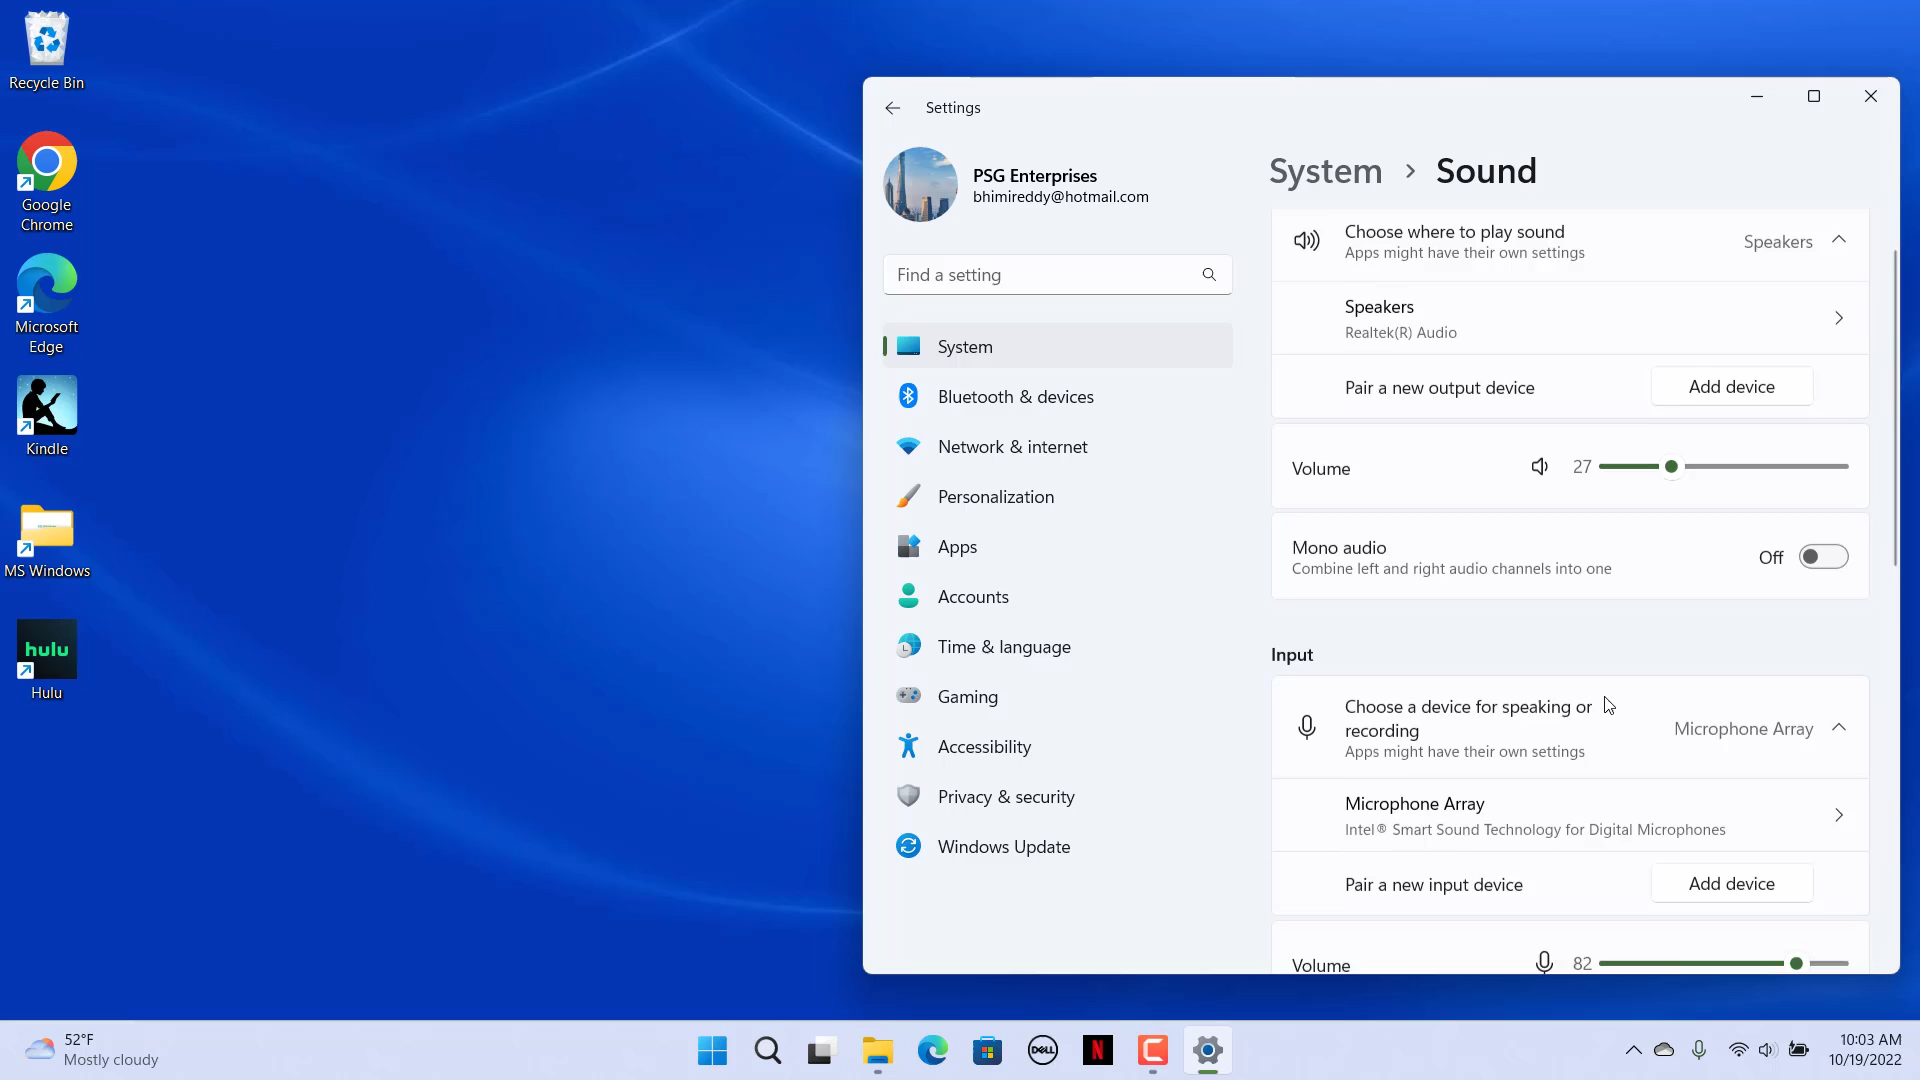 Recycle Bin
Google
Chrome
Microsoft
Edge
Kindle
MS Windows
hulu
Hulu
Settings
PSG Enterprises
bhimireddy@hotmail.com
Find a setting
System
Bluetooth & devices
Network & internet
Personalization
Apps
Accounts
Time & language
Gaming
Accessibility
Privacy & security
Windows Update
System > Sound
Choose where to play sound
Apps might have their own settings
Speakers
Speakers
Realtek(R) Audio
Pair a new output device
Add device
Volume
27
Mono audio
Combine left and right audio channels into one
Off
Input
Choose a device for speaking or
recording
Apps might have their own settings
Microphone Array
Microphone Array
Intel® Smart Sound Technology for Digital Microphones
Pair a new input device
Add device
Volume
82
52°F
Mostly cloudy
DELL
N
C
10:03 AM
10/19/2022